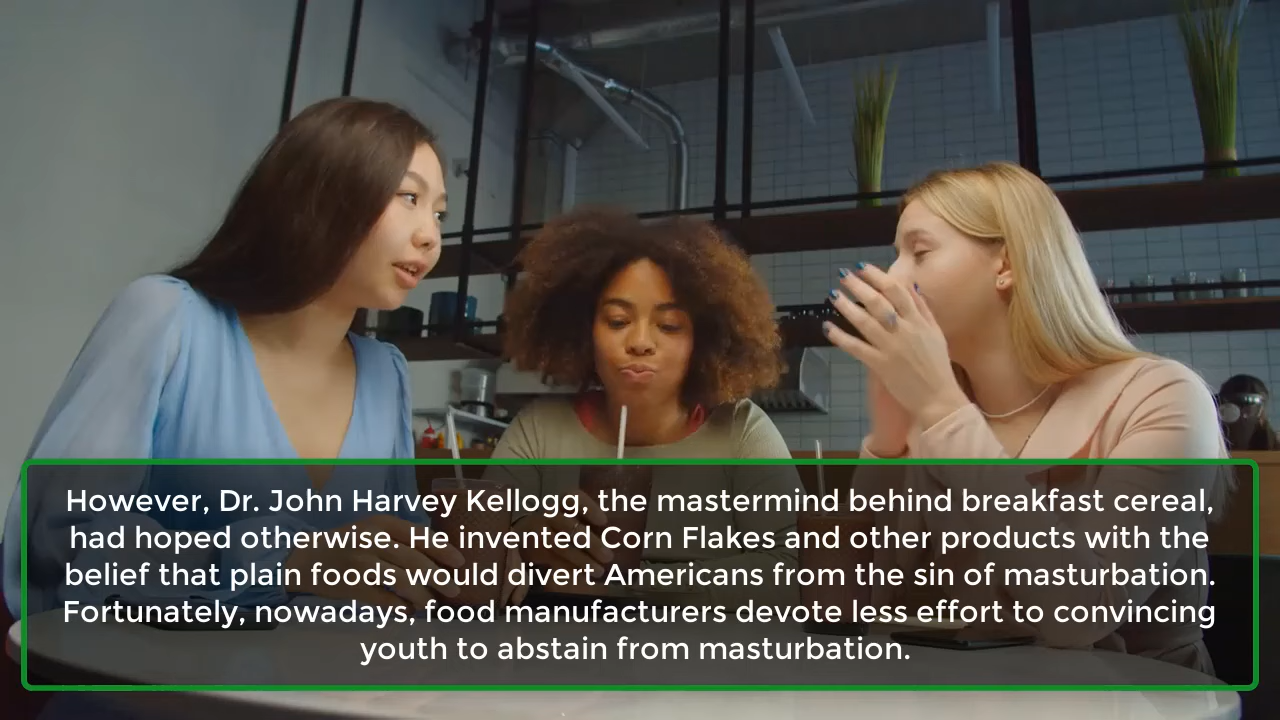 However, Dr. John Harvey Kellogg, the mastermind behind breakfast cereal,
had hoped otherwise. He invented Corn Flakes and other products with the
belief that plain foods would divert Americans from the sin of masturbation.
Fortunately, nowadays, food manufacturers devote less effort to convincing
youth to abstain from masturbation.